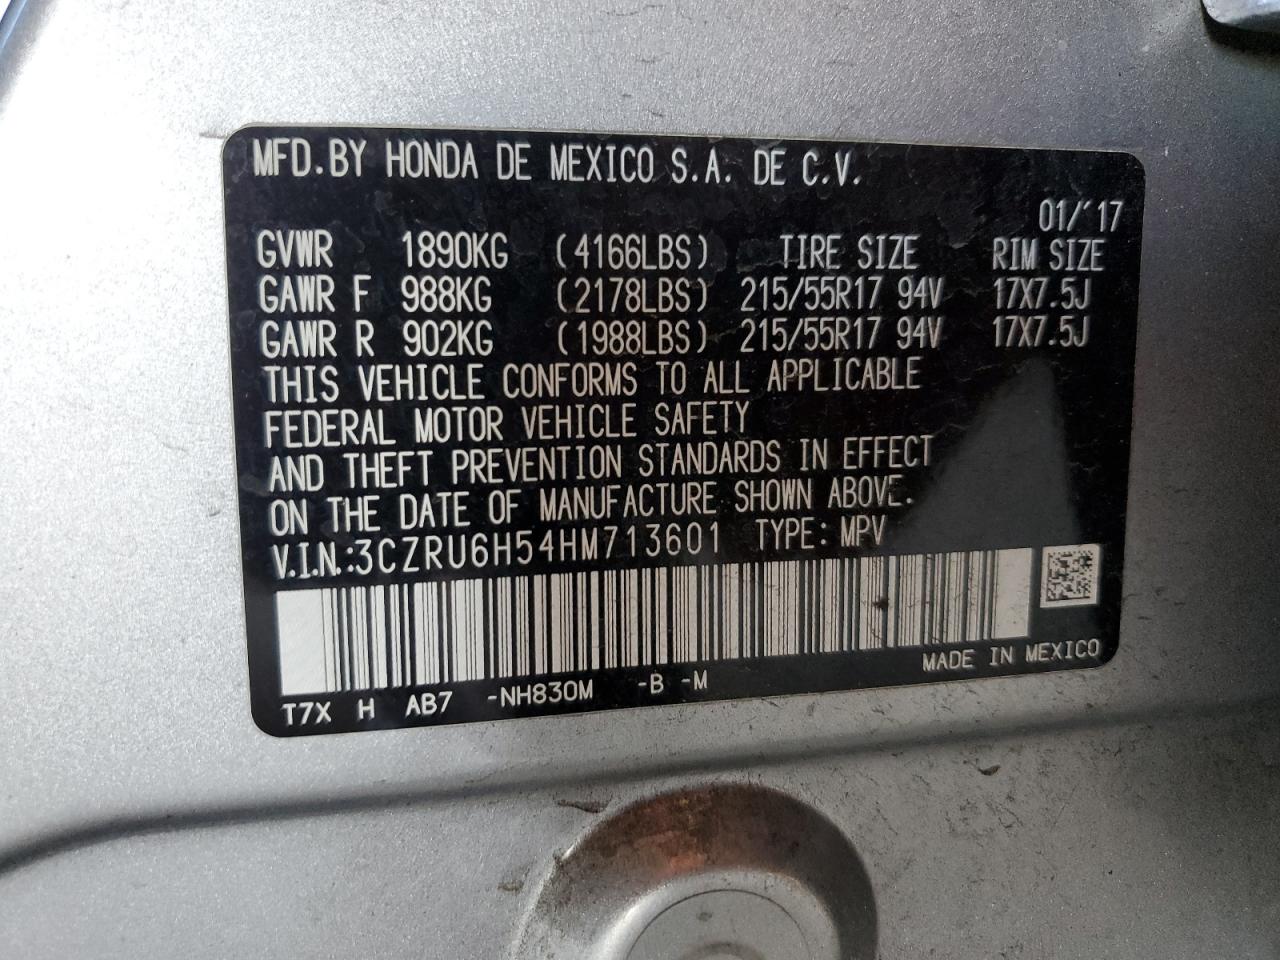 MFD.BY HONDA DE MEXICO S.A. DE C.V.
01/'17
GVWR 1890KG (4166LBS) TIRE SIZE RIM SIZE
GAWR F 988KG (2178LBS) 215/55R17 94V 17X7.5J
GAWR R 902KG (1988LBS) 215/55R17 94V 17X7.5J
THIS VEHICLE CONFORMS TO ALL APPLICABLE
FEDERAL MOTOR VEHICLE SAFETY
AND THEFT PREVENTION STANDARDS IN EFFECT
ON THE DATE OF MANUFACTURE SHOWN ABOVE.
V.I.N.:3CZRU6H54HM713601 TYPE: MPV
MADE IN MEXICO
T7X H AB7 -NH830M -B -M